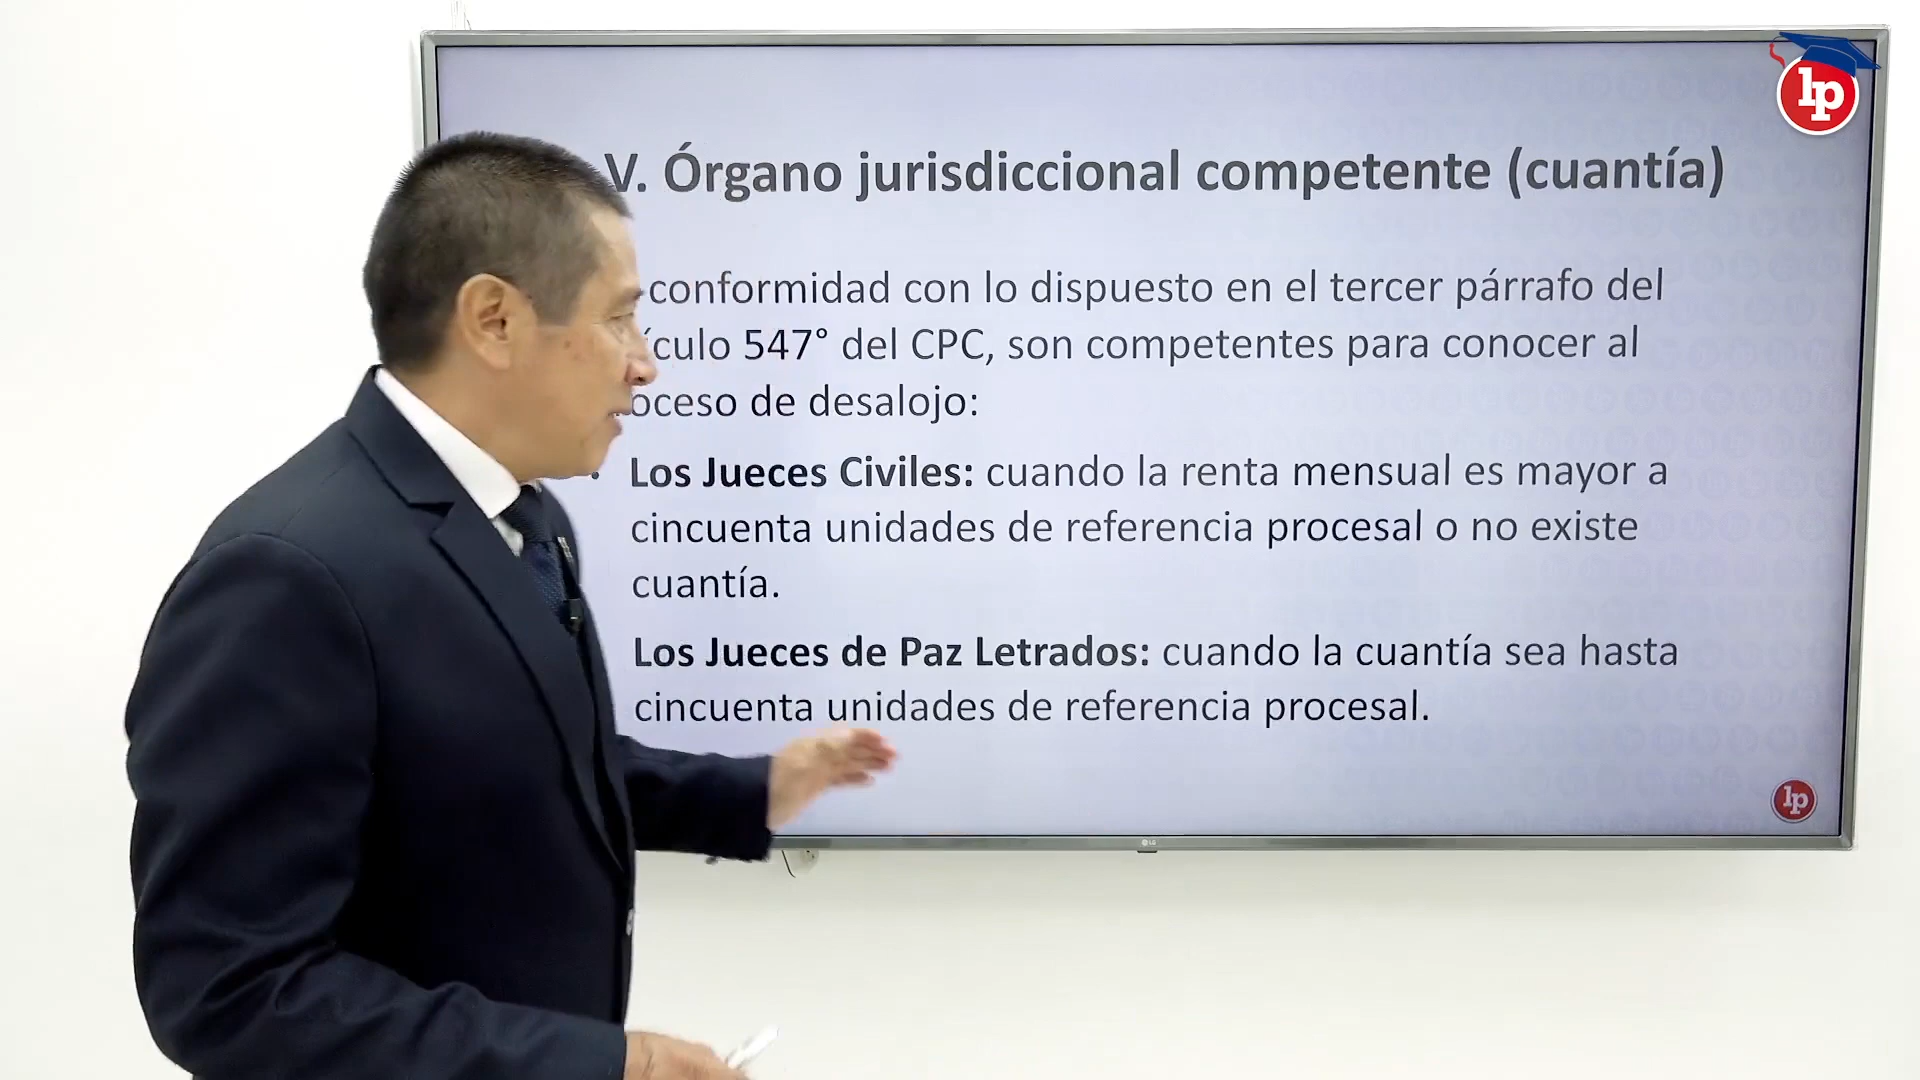 lp
V. Órgano jurisdiccional competente (cuantía)
conformidad con lo dispuesto en el tercer párrafo del
ículo 547° del CPC, son competentes para conocer al
oceso de desalojo:
• Los Jueces Civiles: cuando la renta mensual es mayor a
cincuenta unidades de referencia procesal o no existe
cuantía.
Los Jueces de Paz Letrados: cuando la cuantía sea hasta
cincuenta unidades de referencia procesal.
lp
LG